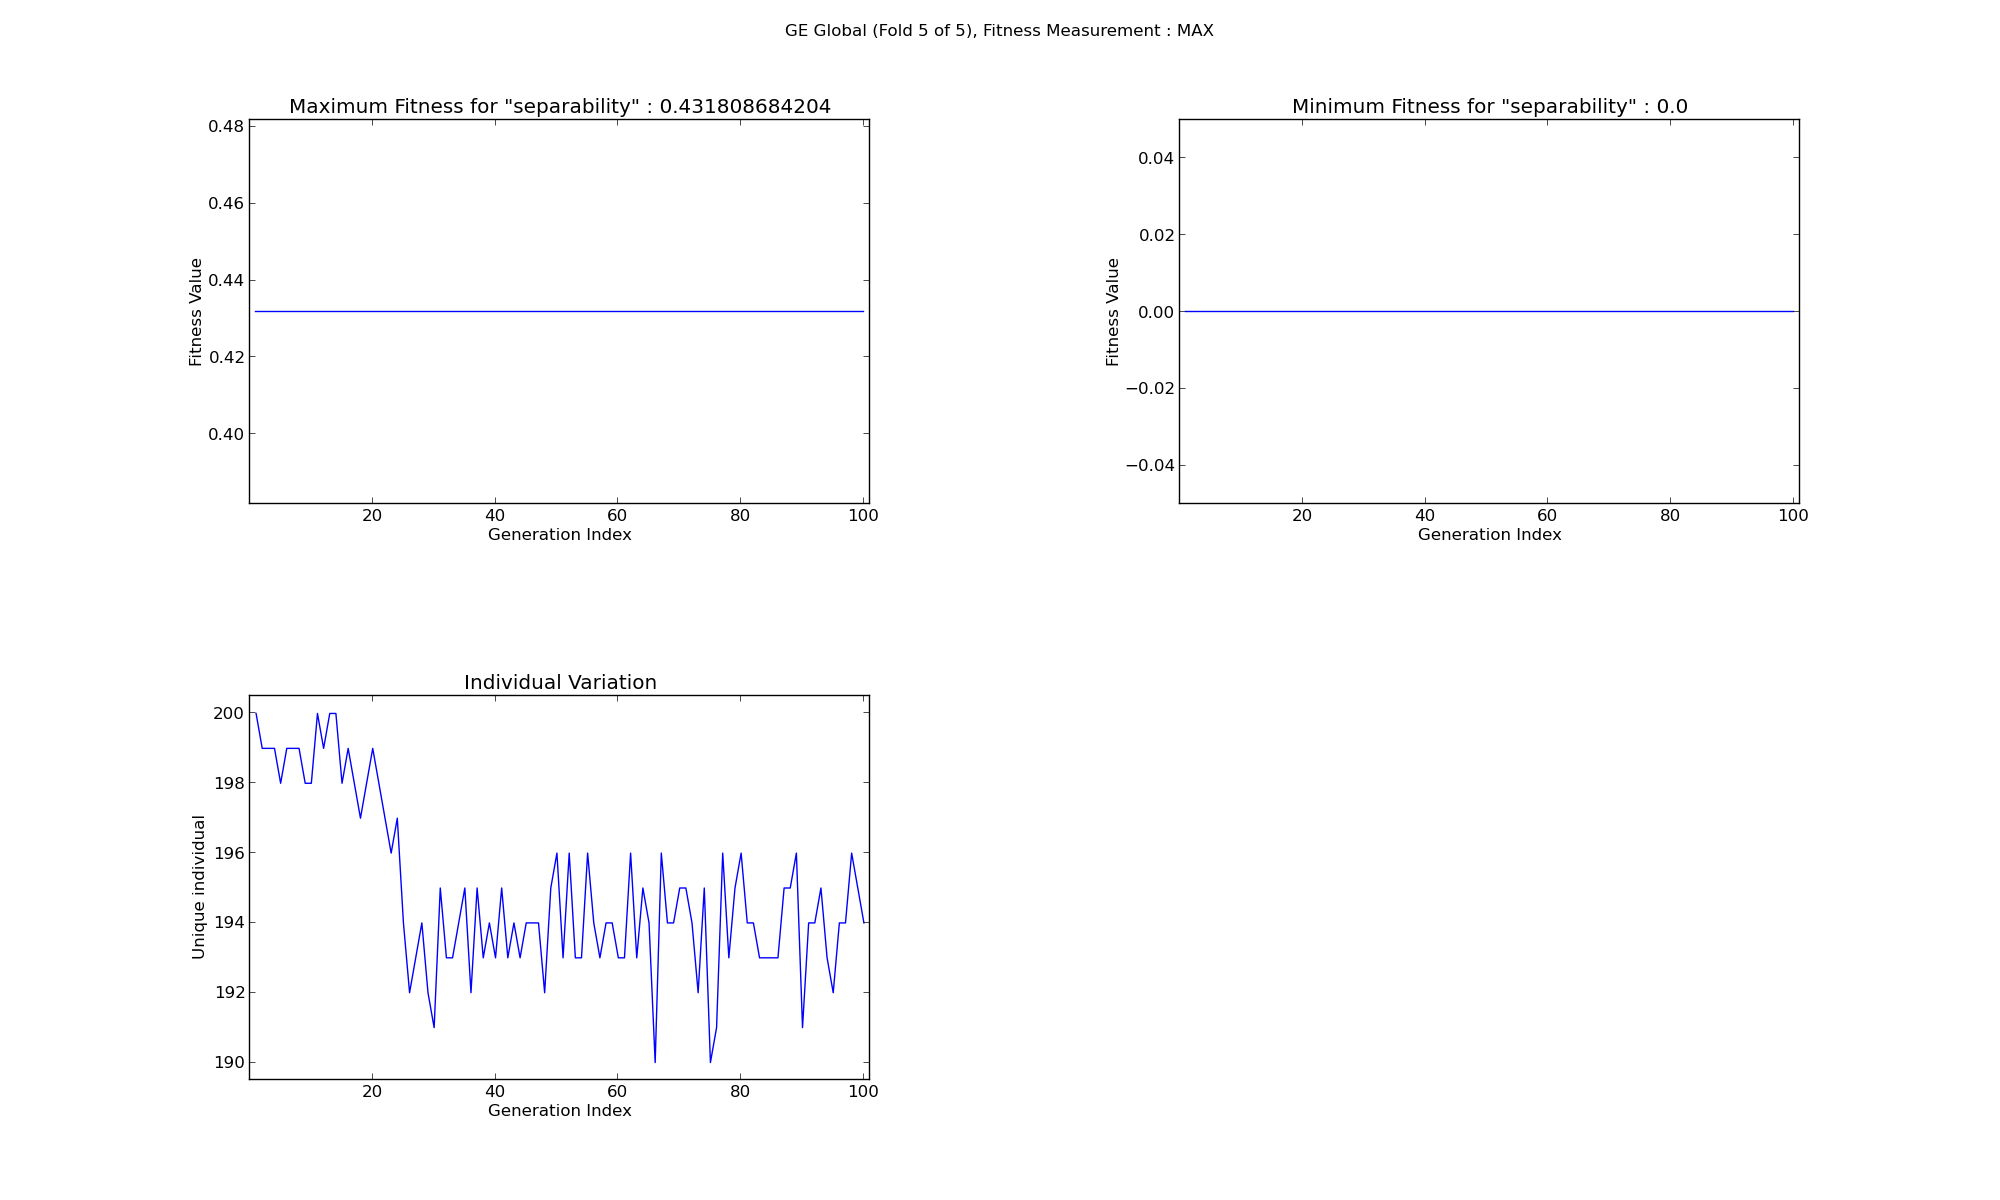 GE Global (Fold 5 of 5), Fitness Measurement : MAX
Maximum Fitness for "separability" : 0.431808684204
0.48
0.46
0.44
0.42
0.40
Fitness Value
20 40 60 80 100
Generation Index
Minimum Fitness for "separability" : 0.0
0.04
0.02
0.00
−0.02
−0.04
Fitness Value
20 40 60 80 100
Generation Index
Individual Variation
200
198
196
194
192
190
Unique individual
20 40 60 80 100
Generation Index